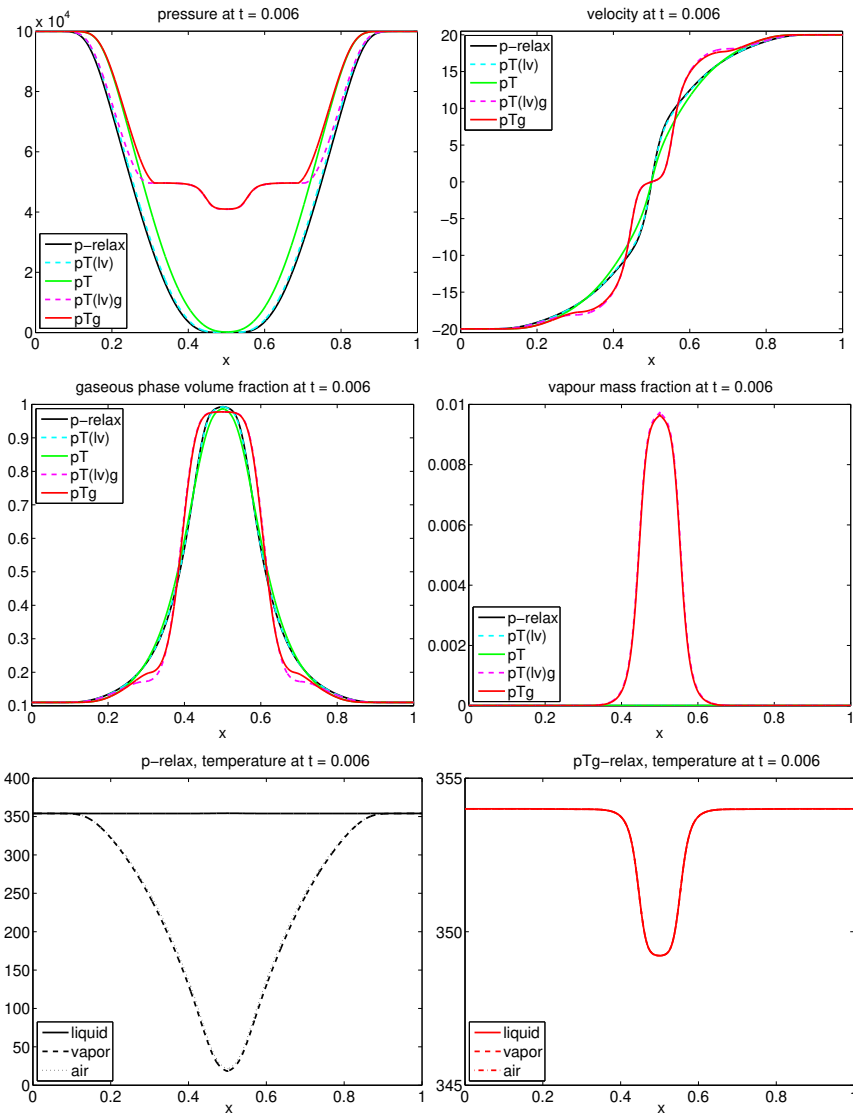 pressure at t = 0.006
10 x 10⁴
8
6
4
2
0
0 0.2 0.4 0.6 0.8 1
x
p−relax
pT(lv)
pT
pT(lv)g
pTg
velocity at t = 0.006
20
15
10
5
0
−5
−10
−15
−20
0 0.2 0.4 0.6 0.8 1
x
p−relax
pT(lv)
pT
pT(lv)g
pTg
gaseous phase volume fraction at t = 0.006
1
0.9
0.8
0.7
0.6
0.5
0.4
0.3
0.2
0.1
0 0.2 0.4 0.6 0.8 1
x
p−relax
pT(lv)
pT
pT(lv)g
pTg
vapour mass fraction at t = 0.006
0.01
0.008
0.006
0.004
0.002
0
0 0.2 0.4 0.6 0.8 1
x
p−relax
pT(lv)
pT
pT(lv)g
pTg
p−relax, temperature at t = 0.006
400
350
300
250
200
150
100
50
0
0 0.2 0.4 0.6 0.8 1
x
liquid
vapor
air
pTg−relax, temperature at t = 0.006
355
350
345
0 0.2 0.4 0.6 0.8 1
x
liquid
vapor
air